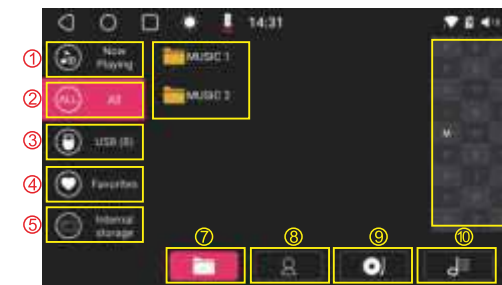 14:31
① Now Playing
② ALL All
③ USB (B)
④ Favorites
⑤ Internal storage
MUSIC 1
MUSIC 2
M
⑦ ⑧ ⑨ ⑩